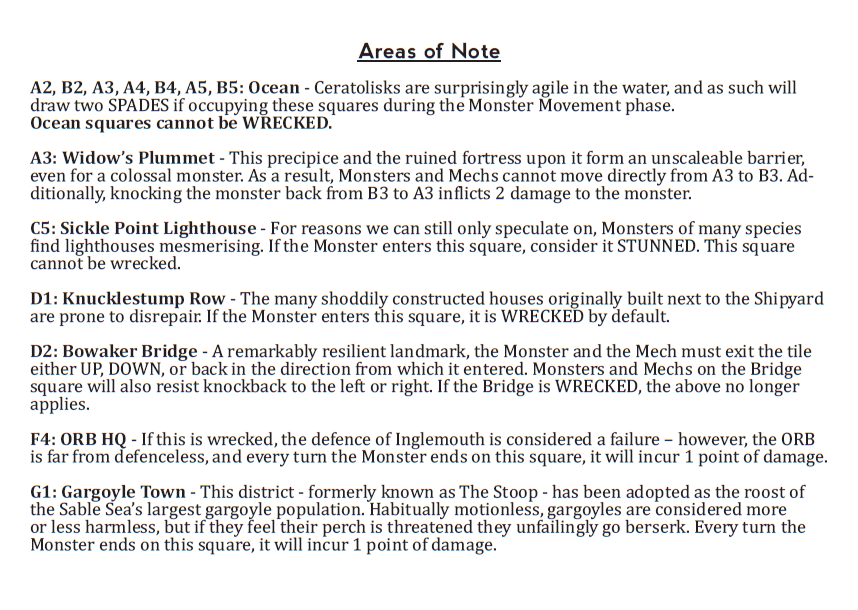 Areas of Note
A2, B2, A3, A4, B4, A5, B5: Ocean - Ceratolisks are surprisingly agile in the water, and as such will
draw two SPADES if occupying these squares during the Monster Movement phase.
Ocean squares cannot be WRECKED.
A3: Widow's Plummet - This precipice and the ruined fortress upon it form an unscaleable barrier,
even for a colossal monster. As a result, Monsters and Mechs cannot move directly from A3 to B3. Ad-
ditionally, knocking the monster back from B3 to A3 inflicts 2 damage to the monster.
C5: Sickle Point Lighthouse - For reasons we can still only speculate on, Monsters of many species
find lighthouses mesmerising. If the Monster enters this square, consider it STUNNED. This square
cannot be wrecked.
D1: Knucklestump Row - The many shoddily constructed houses originally built next to the Shipyard
are prone to disrepair. If the Monster enters this square, it is WRECKED by default.
D2: Bowaker Bridge - A remarkably resilient landmark, the Monster and the Mech must exit the tile
either UP, DOWN, or back in the direction from which it entered. Monsters and Mechs on the Bridge
square will also resist knockback to the left or right. If the Bridge is WRECKED, the above no longer
applies.
F4: ORB HQ - If this is wrecked, the defence of Inglemouth is considered a failure – however, the ORB
is far from defenceless, and every turn the Monster ends on this square, it will incur 1 point of damage.
G1: Gargoyle Town - This district - formerly known as The Stoop - has been adopted as the roost of
the Sable Sea's largest gargoyle population. Habitually motionless, gargoyles are considered more
or less harmless, but if they feel their perch is threatened they unfailingly go berserk. Every turn the
Monster ends on this square, it will incur 1 point of damage.